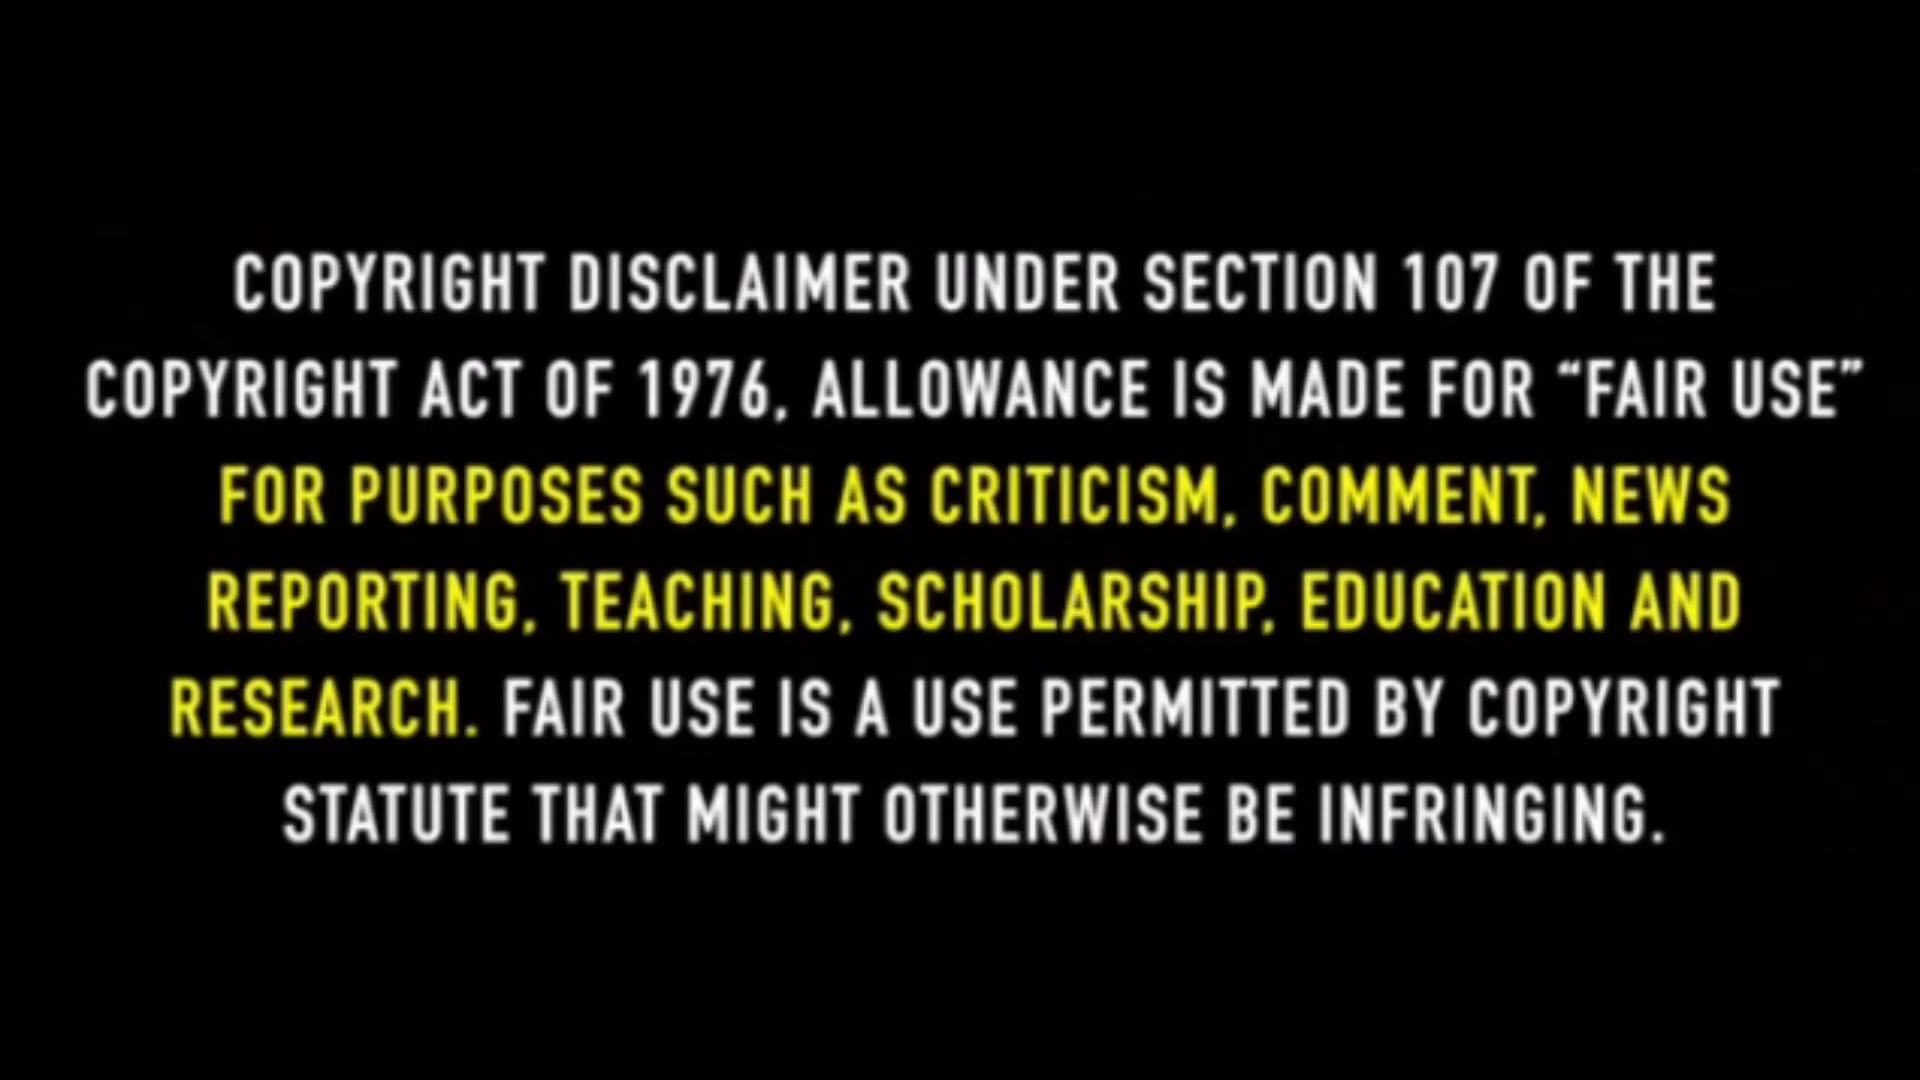 COPYRIGHT DISCLAIMER UNDER SECTION 107 OF THE
COPYRIGHT ACT OF 1976, ALLOWANCE IS MADE FOR “FAIR USE”
FOR PURPOSES SUCH AS CRITICISM, COMMENT, NEWS
REPORTING, TEACHING, SCHOLARSHIP, EDUCATION AND
RESEARCH. FAIR USE IS A USE PERMITTED BY COPYRIGHT
STATUTE THAT MIGHT OTHERWISE BE INFRINGING.